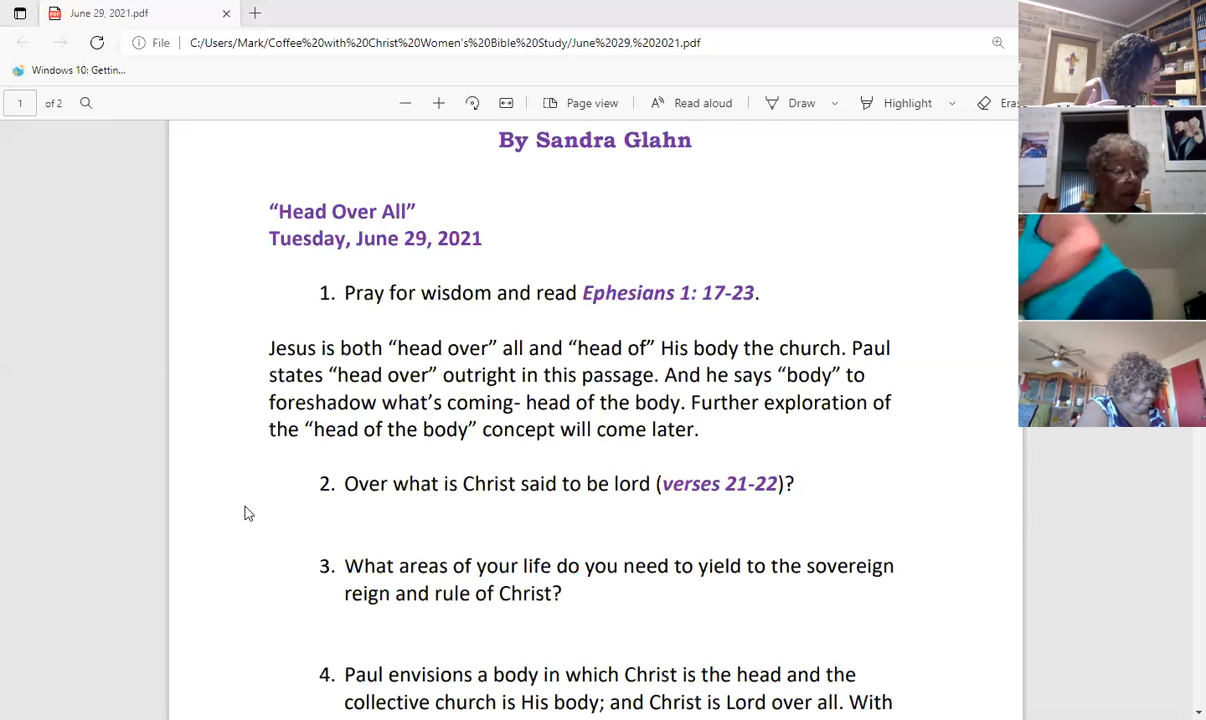 June 29, 2021.pdf
File
C:/Users/Mark/Coffee%20with%20Christ%20Women's%20Bible%20Study/June%2029,%202021.pdf
Windows 10: Gettin...
1 of 2
Page view
Read aloud
Draw
Highlight
Eras
By Sandra Glahn
“Head Over All”
Tuesday, June 29, 2021
1. Pray for wisdom and read Ephesians 1: 17-23.
Jesus is both “head over” all and “head of” His body the church. Paul
states “head over” outright in this passage. And he says “body” to
foreshadow what’s coming- head of the body. Further exploration of
the “head of the body” concept will come later.
2. Over what is Christ said to be lord (verses 21-22)?
3. What areas of your life do you need to yield to the sovereign
reign and rule of Christ?
4. Paul envisions a body in which Christ is the head and the
collective church is His body; and Christ is Lord over all. With